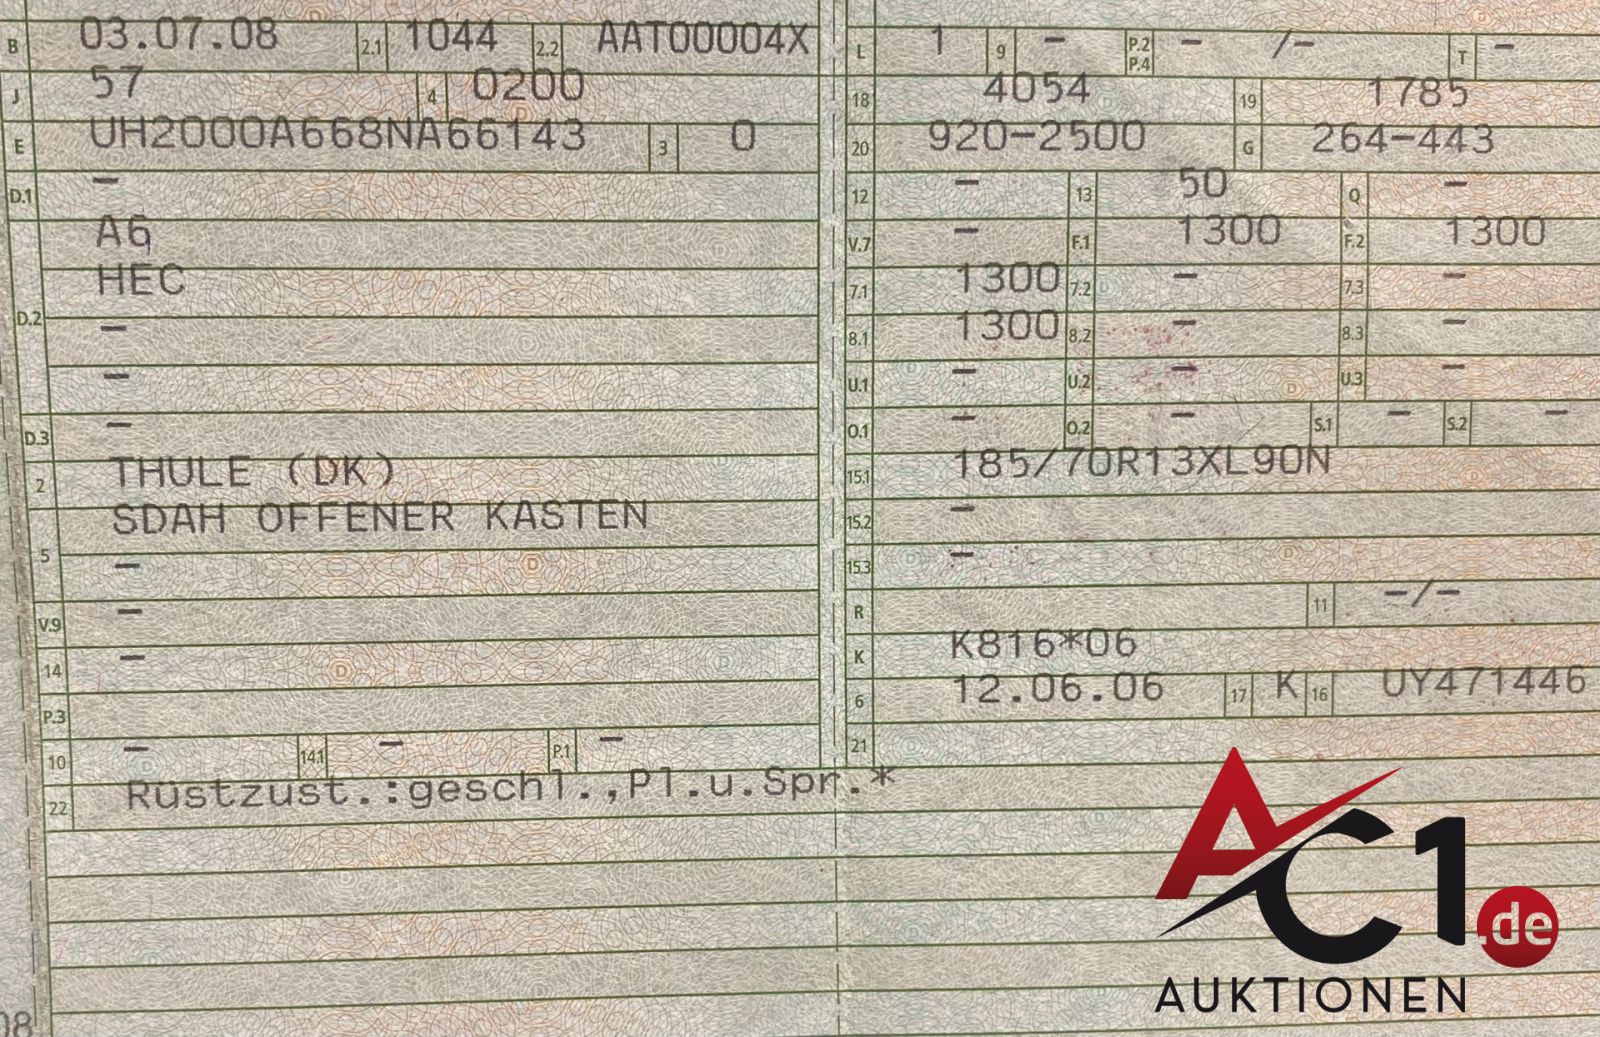 B 03.07.08 2.1 1044 2.2 AAT00004X
J 57 4 0200
E UH2000A668NA66143 3 0
D.1 –
A6
D.2 HEC
–
–
D.3 –
2 THULE (DK)
5 SDAH OFFENER KASTEN
–
V.9 –
14 –
P.3
10 – 14.1 – P.1 –
22 Rüstzust.:geschl.,Pl.u.Spr.*
L 1 9 – P.2 P.4 – /– T –
18 4054 19 1785
20 920–2500 G 264–443
12 – 13 50 Q –
V.7 – F.1 1300 F.2 1300
7.1 1300 7.2 – 7.3 –
8.1 1300 8.2 – 8.3 –
U.1 – U.2 – U.3 –
O.1 – O.2 – S.1 – S.2 –
15.1 185/70R13XL90N
15.2 –
15.3 –
R 11 –/–
K K816*06
6 12.06.06 17 K 16 UY471446
21
08
AC1.de
AUKTIONEN